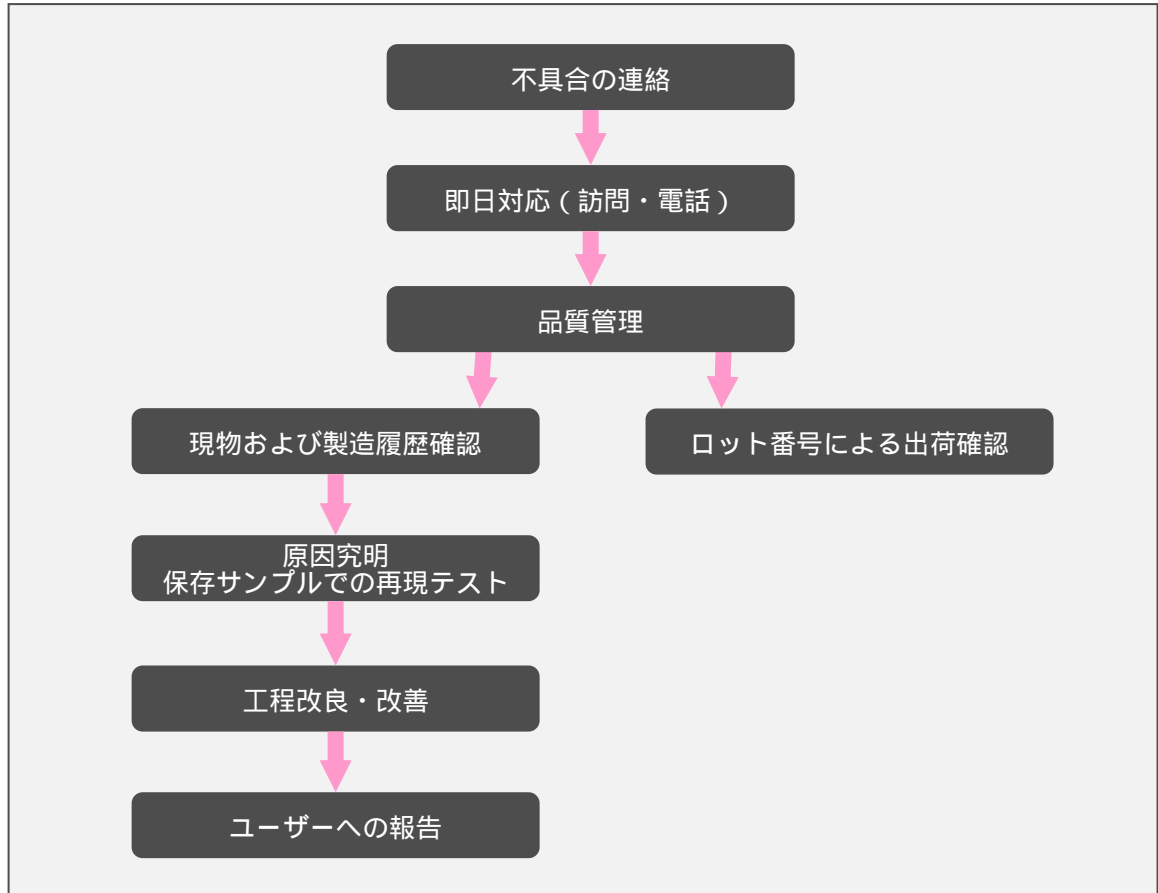 不具合の連絡
即日対応（訪問・電話）
品質管理
現物および製造履歴確認
ロット番号による出荷確認
原因究明
保存サンプルでの再現テスト
工程改良・改善
ユーザーへの報告